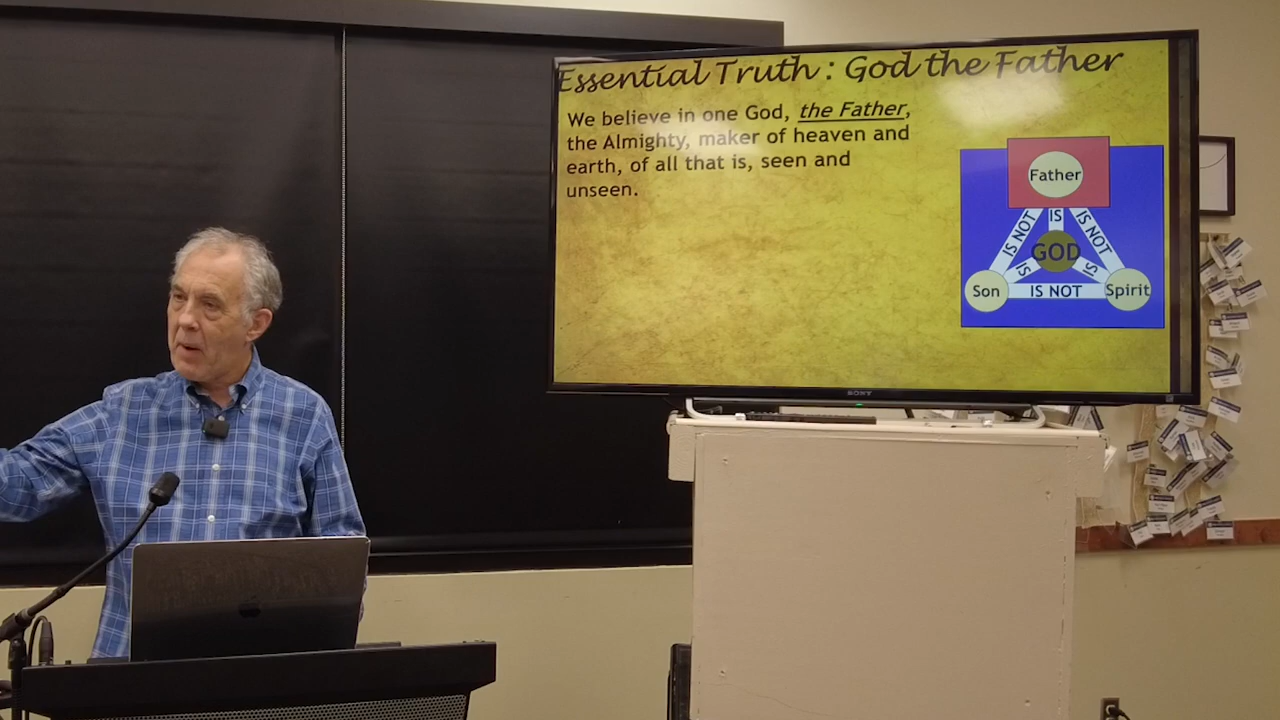 Essential Truth : God the Father
We believe in one God, the Father,
the Almighty, maker of heaven and
earth, of all that is, seen and
unseen.
Father
IS NOT
IS
IS NOT
GOD
IS
IS
Son
IS NOT
Spirit
SONY